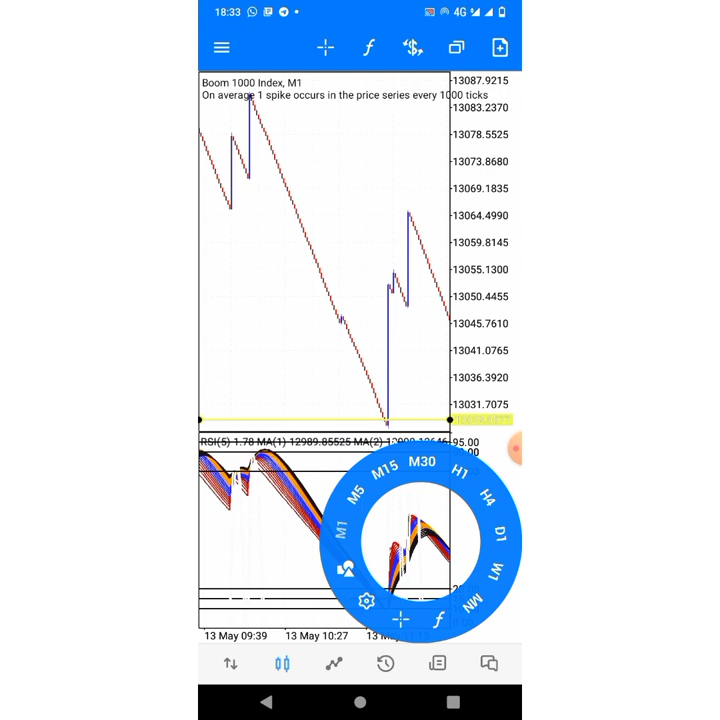 18:33
4G
Boom 1000 Index, M1
On average 1 spike occurs in the price series every 1000 ticks
13087.9215
13083.2370
13078.5525
13073.8680
13069.1835
13064.4990
13059.8145
13055.1300
13050.4455
13045.7610
13041.0765
13036.3920
13031.7075
RSI(5) 1.78 MA(1) 12989.85525 MA(2)
95.00
M1
M5
M15
M30
H1
H4
D1
W1
MN
13 May 09:39
13 May 10:27
13 May 11:15